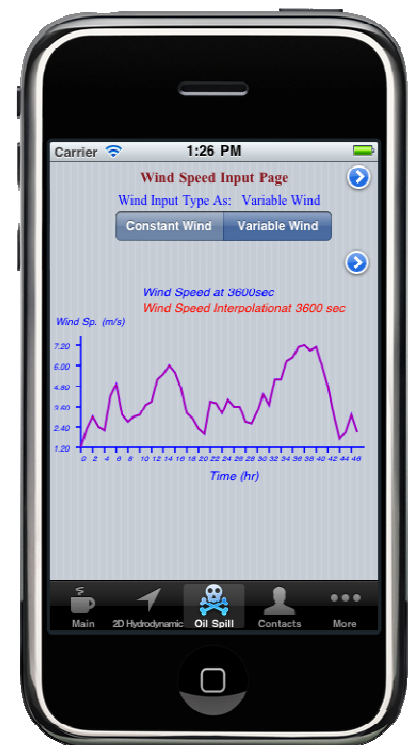 Carrier 1:26 PM
Wind Speed Input Page
Wind Input Type As: Variable Wind
Constant Wind Variable Wind
Wind Speed at 3600sec
Wind Speed Interpolationat 3600 sec
Wind Sp. (m/s)
7.20
6.00
4.80
3.60
2.40
1.20
0 2 4 6 8 10 12 14 16 18 20 22 24 26 28 30 32 34 36 38 40 42 44 46
Time (hr)
Main 2D Hydrodynamic Oil Spill Contacts More